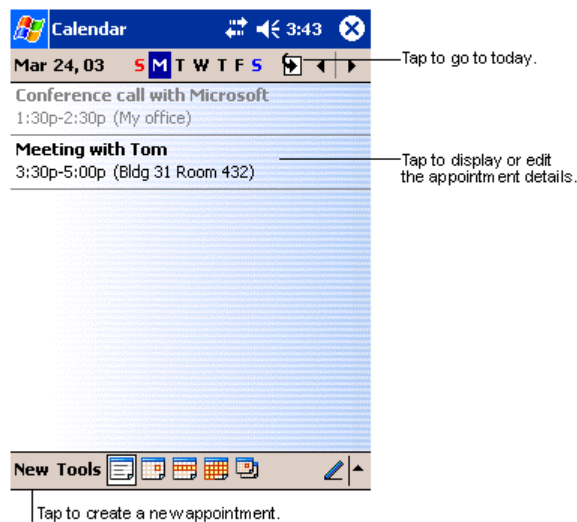 Calendar 3:43
Mar 24, 03 S M T W T F S
Tap to go to today.
Conference call with Microsoft
1:30p-2:30p (My office)
Meeting with Tom
3:30p-5:00p (Bldg 31 Room 432)
Tap to display or edit
the appointment details.
New Tools
Tap to create a new appointment.